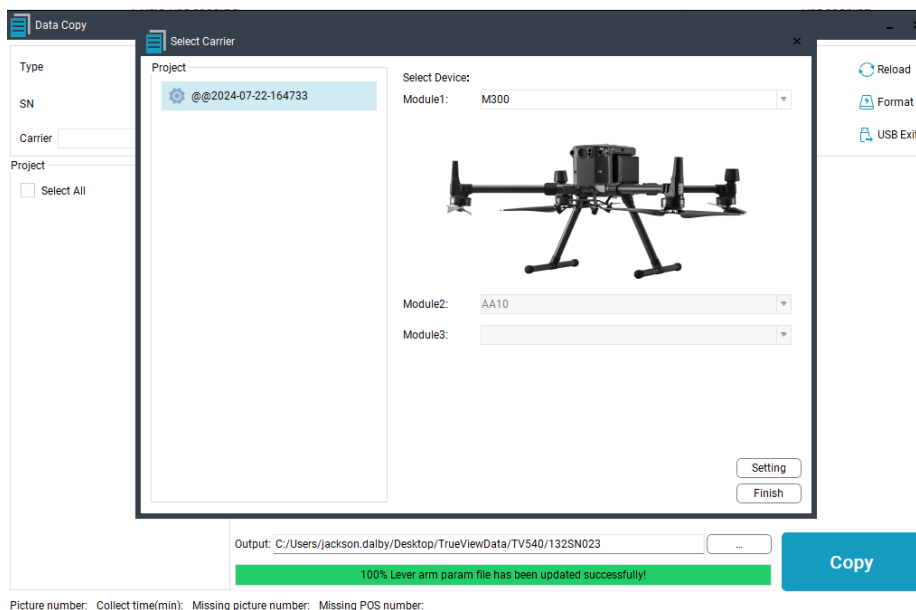 Data Copy
Select Carrier
Type
SN
Carrier
Project
Select All
Project
@@2024-07-22-164733
Select Device:
Module1: M300
Module2: AA10
Module3:
Setting
Finish
Reload
Format
USB Exit
Output: C:/Users/jackson.dalby/Desktop/TrueViewData/TV540/132SN023
...
100% Lever arm param file has been updated successfully!
Copy
Picture number: Collect time(min): Missing picture number: Missing POS number: